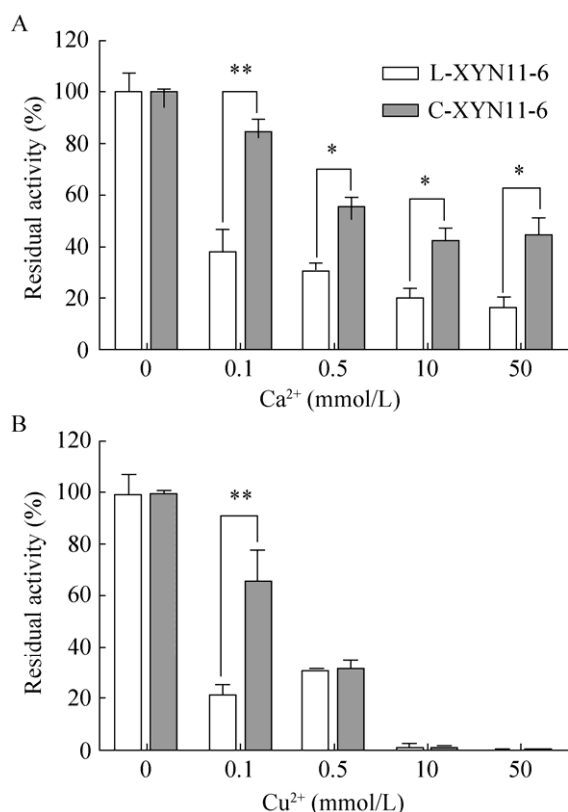 A
120
100
80
60
40
20
0
Residual activity (%)
L-XYN11-6
C-XYN11-6
**
*
*
*
0 0.1 0.5 10 50
Ca²⁺ (mmol/L)
B
120
100
80
60
40
20
0
Residual activity (%)
**
0 0.1 0.5 10 50
Cu²⁺ (mmol/L)